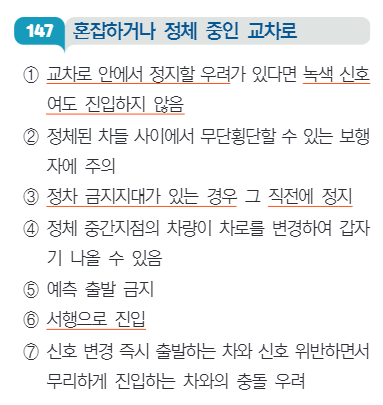 147 혼잡하거나 정체 중인 교차로
① 교차로 안에서 정지할 우려가 있다면 녹색 신호
여도 진입하지 않음
② 정체된 차들 사이에서 무단횡단할 수 있는 보행
자에 주의
③ 정차 금지지대가 있는 경우 그 직전에 정지
④ 정체 중간지점의 차량이 차로를 변경하여 갑자
기 나올 수 있음
⑤ 예측 출발 금지
⑥ 서행으로 진입
⑦ 신호 변경 즉시 출발하는 차와 신호 위반하면서
무리하게 진입하는 차와의 충돌 우려